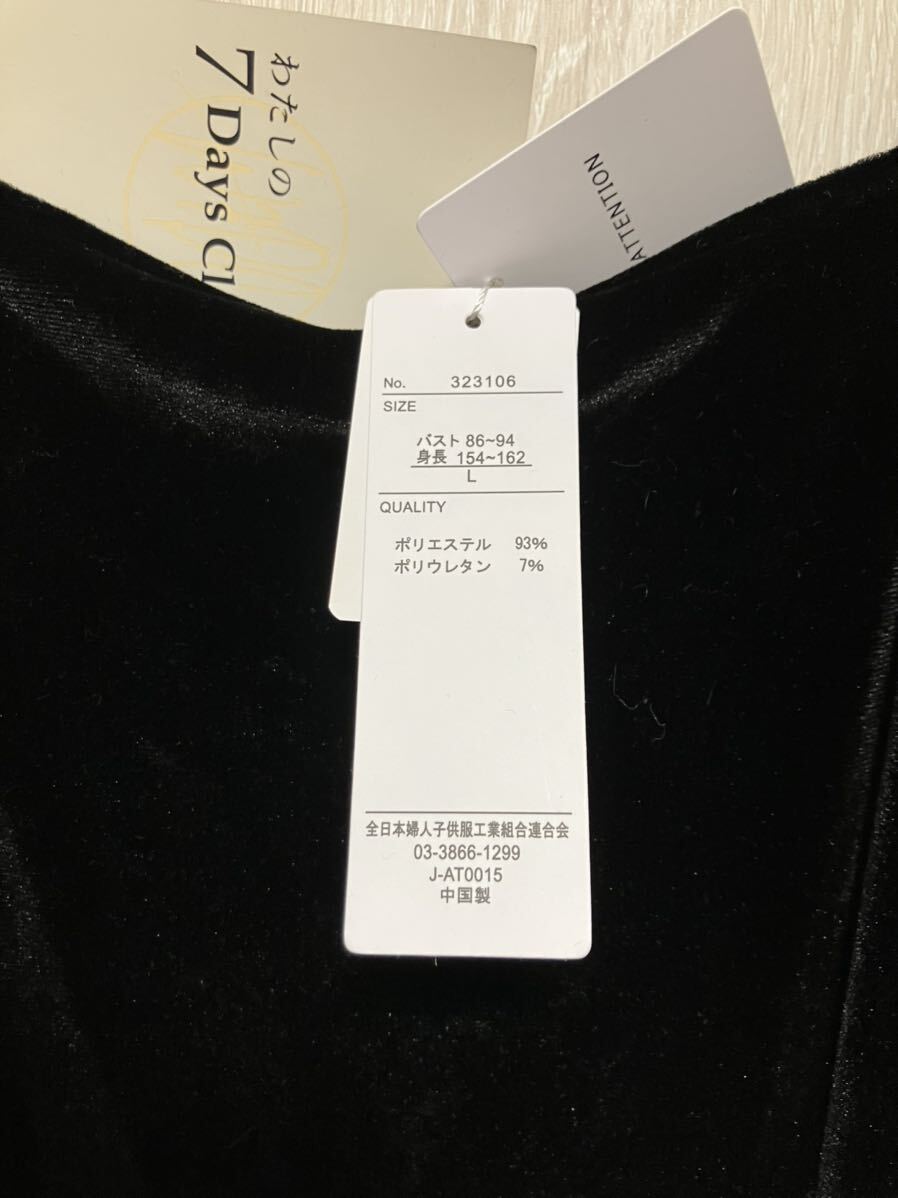 わたしの
7 Days Cl
ATTENTION
No. 323106
SIZE
バスト 86~94
身長 154~162
L
QUALITY
ポリエステル 93%
ポリウレタン 7%
全日本婦人子供服工業組合連合会
03-3866-1299
J-AT0015
中国製